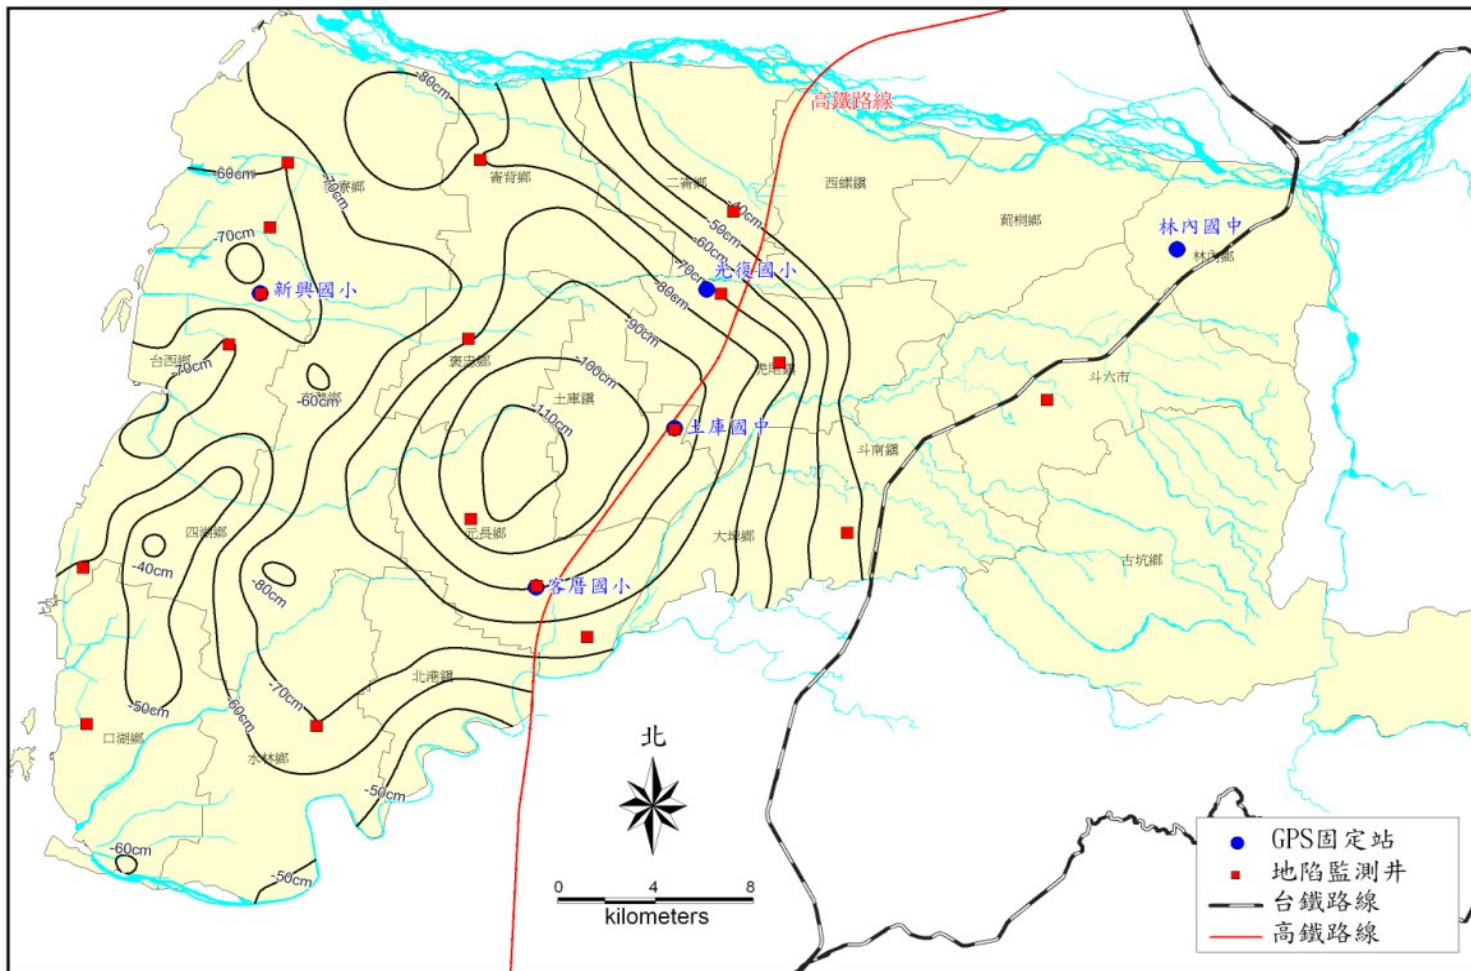 -80cm
高鐵路線
-60cm
-70cm
寮鄉
崙背鄉
二崙鄉
西螺鎮
莿桐鄉
-40cm
-50cm
-60cm
林內國中
林內鄉
-70cm
-70cm
光復國小
-80cm
新興國小
-90cm
台西鄉
-70cm
褒忠鄉
-100cm
虎尾鎮
斗六市
-60cm
土庫鎮
-110cm
土庫國中
斗南鎮
四湖鄉
元長鄉
大埤鄉
古坑鄉
-40cm
-80cm
客厝國小
北港鎮
-70cm
-50cm
-60cm
口湖鄉
水林鄉
北
-50cm
-60cm
-50cm
0 4 8
kilometers
GPS固定站
地陷監測井
台鐵路線
高鐵路線